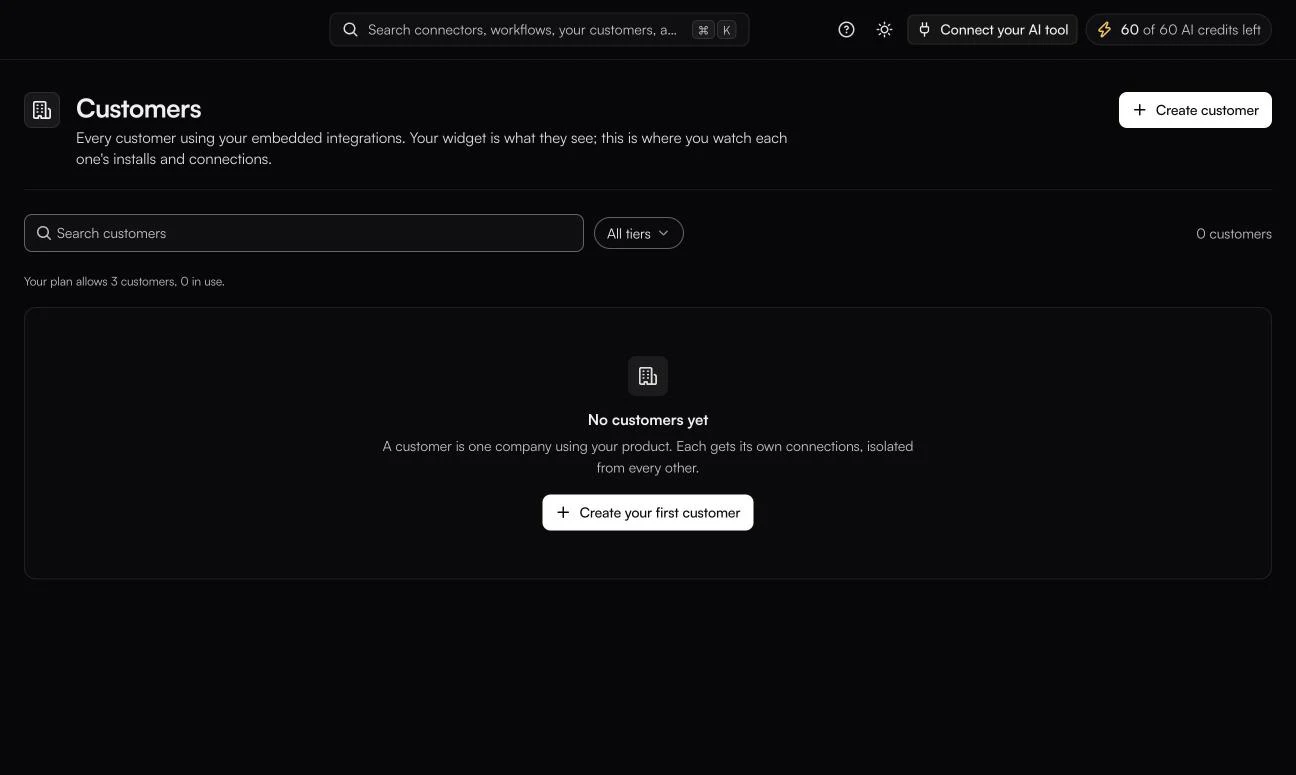 Search connectors, workflows, your customers, a... ⌘ K
Connect your AI tool
60 of 60 AI credits left
Customers
Every customer using your embedded integrations. Your widget is what they see; this is where you watch each
one's installs and connections.
Create customer
Search customers
All tiers
0 customers
Your plan allows 3 customers, 0 in use.
No customers yet
A customer is one company using your product. Each gets its own connections, isolated
from every other.
Create your first customer